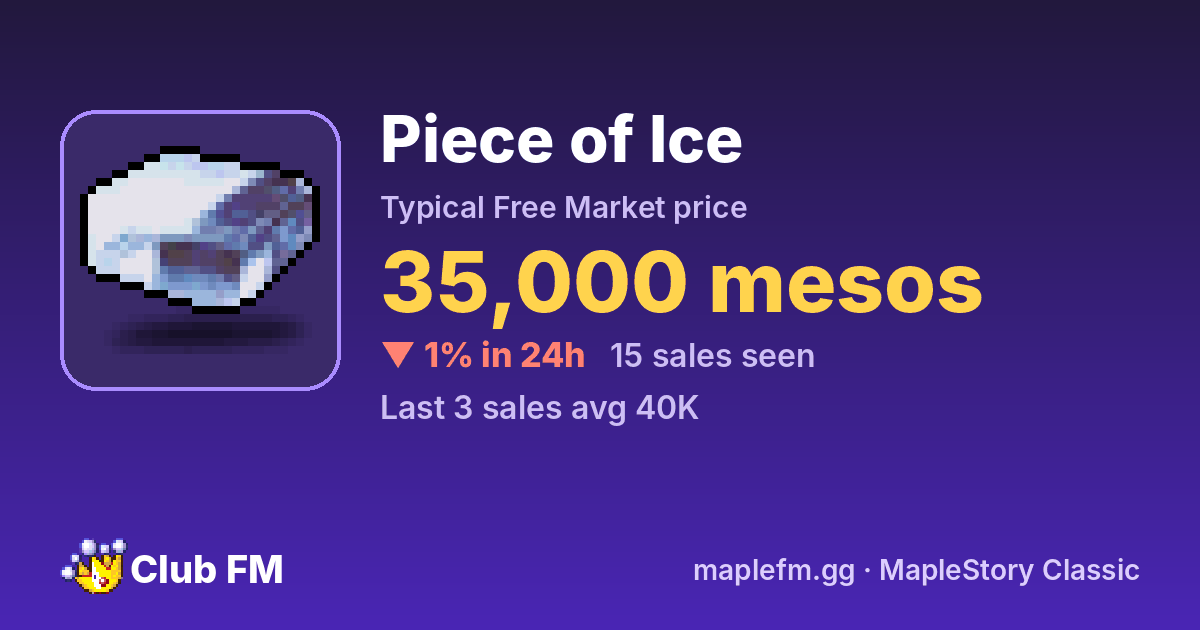 Piece of Ice
Typical Free Market price
35,000 mesos
▼ 1% in 24h 15 sales seen
Last 3 sales avg 40K
Club FM
maplefm.gg · MapleStory Classic